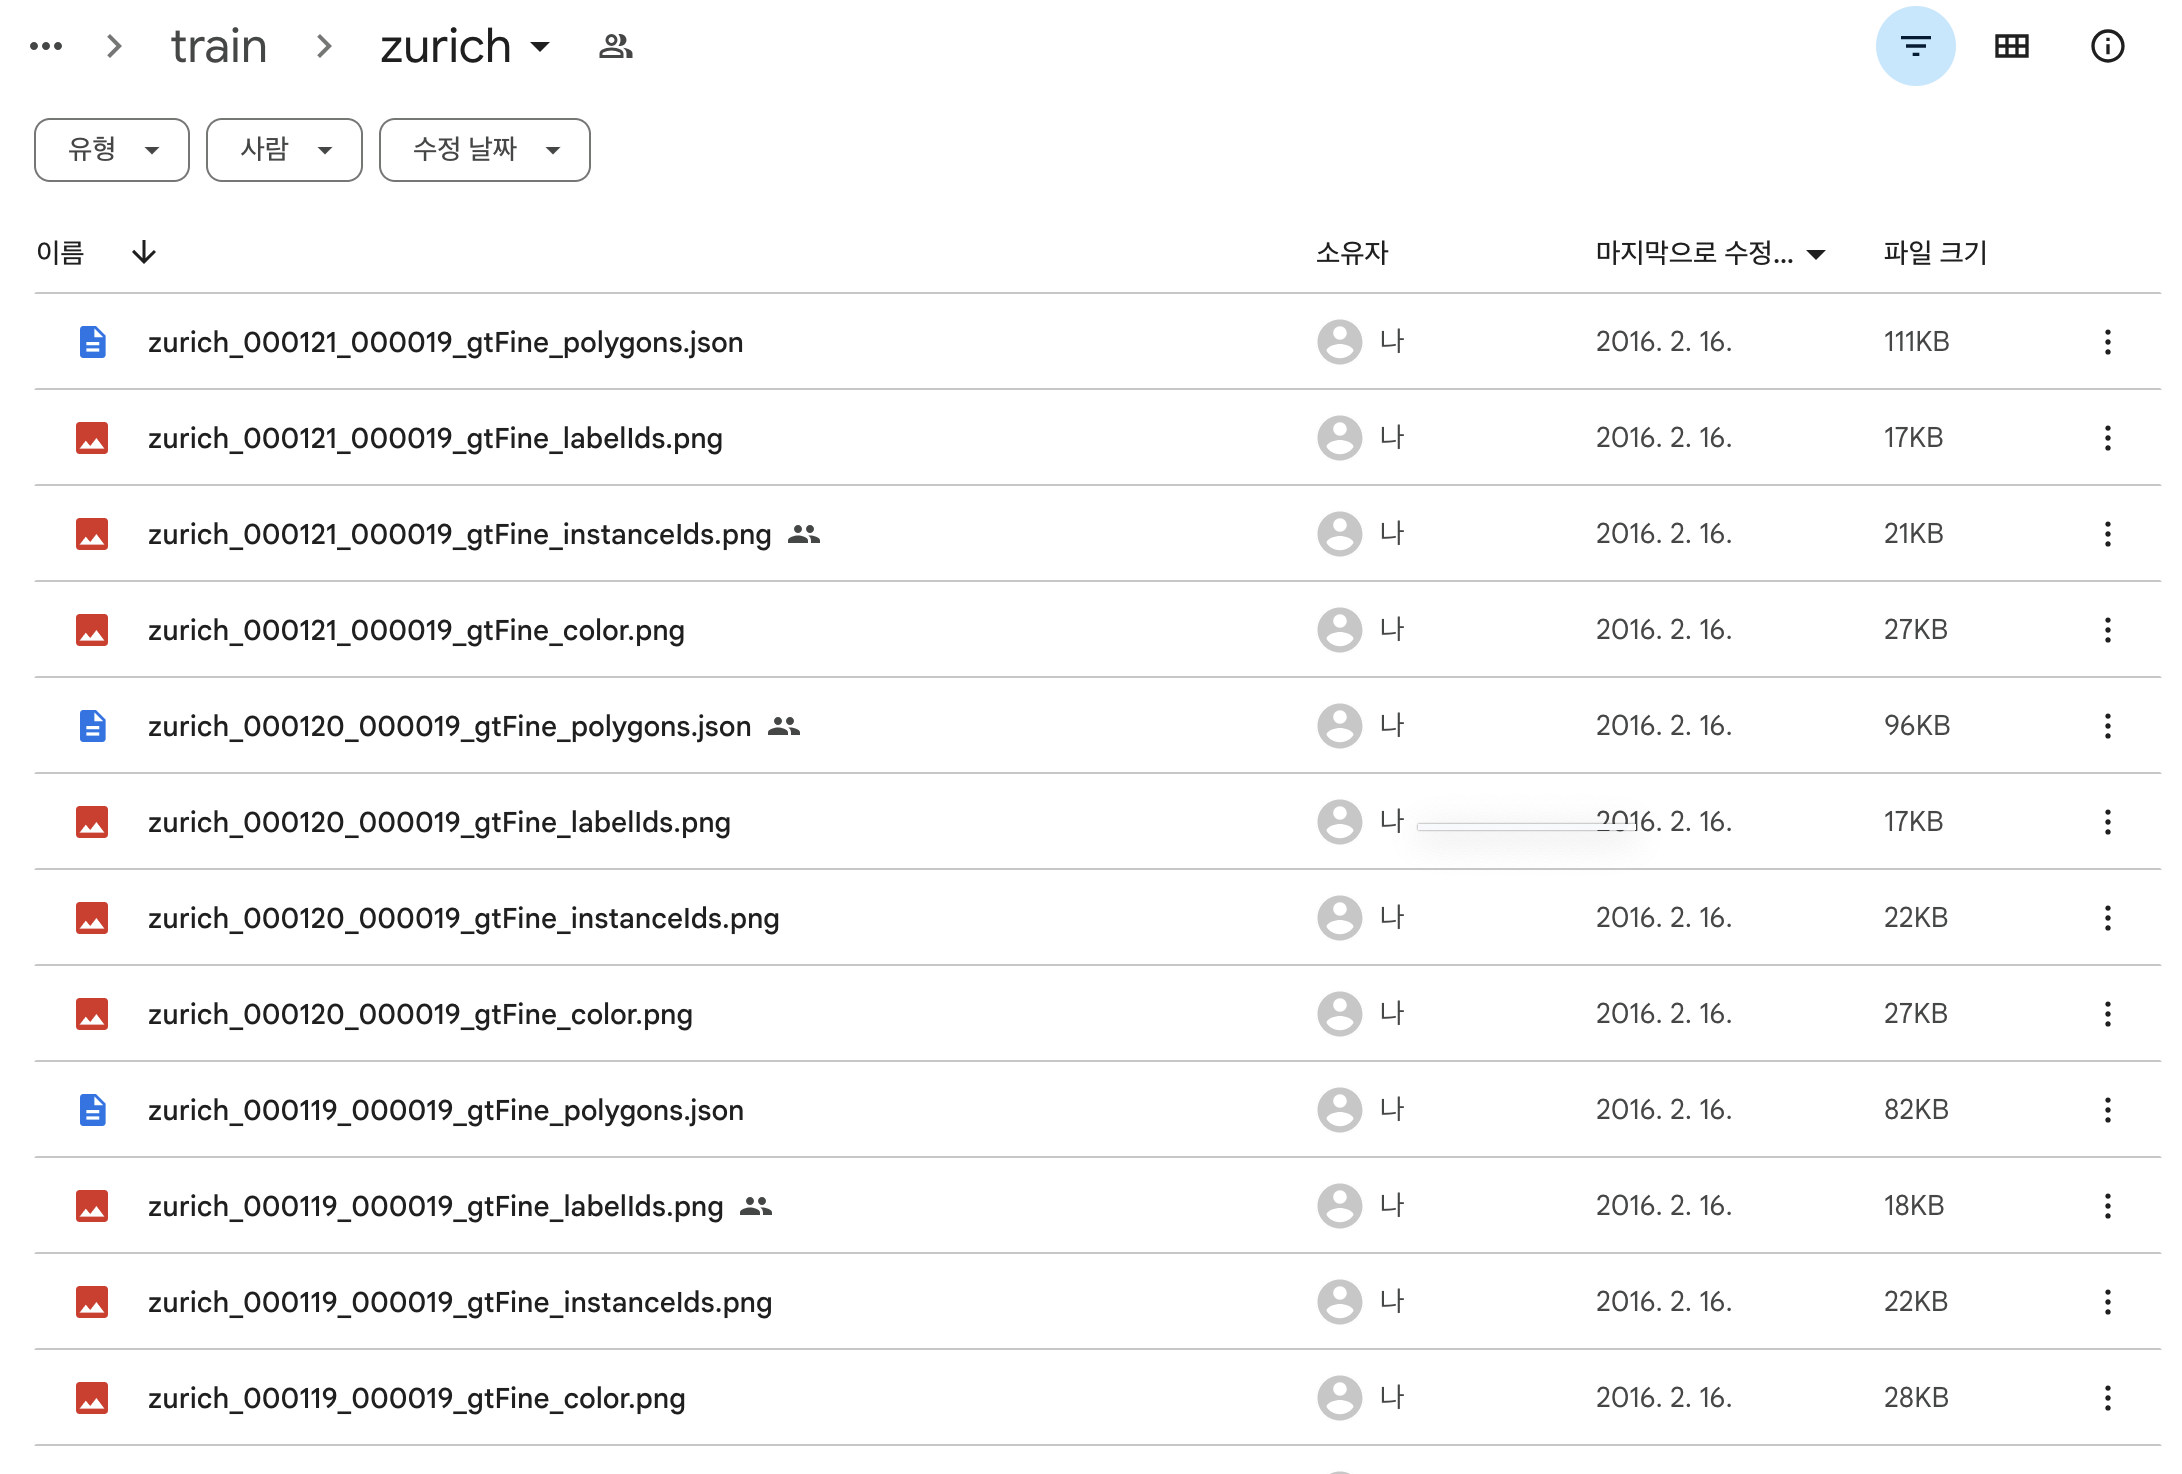 train > zurich
유형 사람 수정 날짜
이름 소유자 마지막으로 수정... 파일 크기
zurich_000121_000019_gtFine_polygons.json 나 2016. 2. 16. 111KB
zurich_000121_000019_gtFine_labelIds.png 나 2016. 2. 16. 17KB
zurich_000121_000019_gtFine_instanceIds.png 나 2016. 2. 16. 21KB
zurich_000121_000019_gtFine_color.png 나 2016. 2. 16. 27KB
zurich_000120_000019_gtFine_polygons.json 나 2016. 2. 16. 96KB
zurich_000120_000019_gtFine_labelIds.png 나 2016. 2. 16. 17KB
zurich_000120_000019_gtFine_instanceIds.png 나 2016. 2. 16. 22KB
zurich_000120_000019_gtFine_color.png 나 2016. 2. 16. 27KB
zurich_000119_000019_gtFine_polygons.json 나 2016. 2. 16. 82KB
zurich_000119_000019_gtFine_labelIds.png 나 2016. 2. 16. 18KB
zurich_000119_000019_gtFine_instanceIds.png 나 2016. 2. 16. 22KB
zurich_000119_000019_gtFine_color.png 나 2016. 2. 16. 28KB